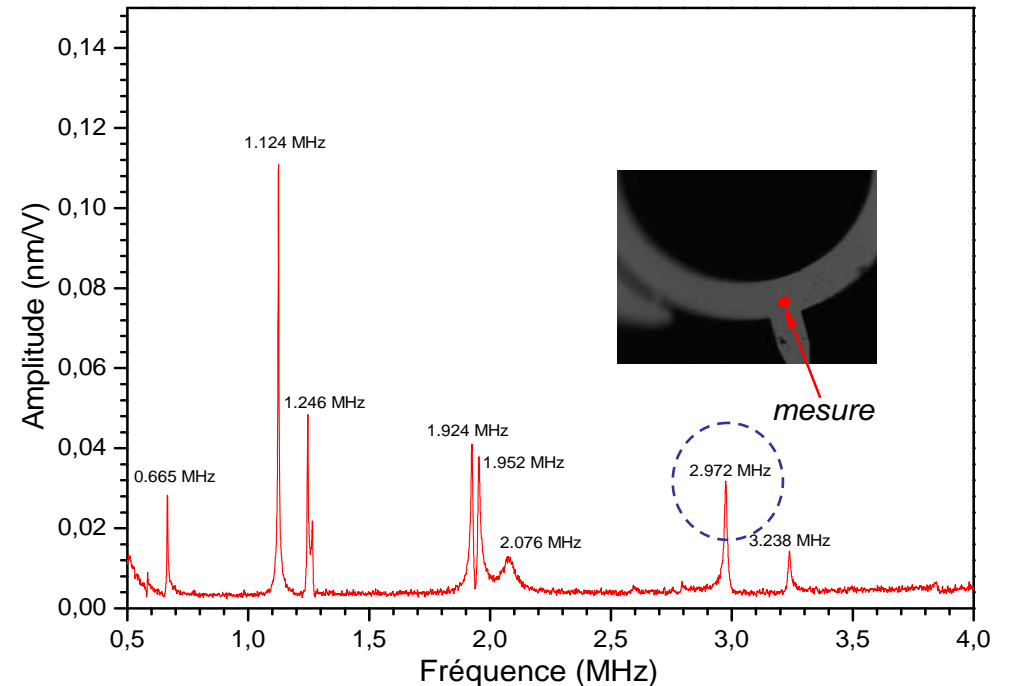 0,14
0,12
0,10
0,08
0,06
0,04
0,02
0,00
Amplitude (nm/V)
1.124 MHz
1.246 MHz
0.665 MHz
1.924 MHz
1.952 MHz
2.076 MHz
mesure
2.972 MHz
3.238 MHz
0,5 1,0 1,5 2,0 2,5 3,0 3,5 4,0
Fréquence (MHz)